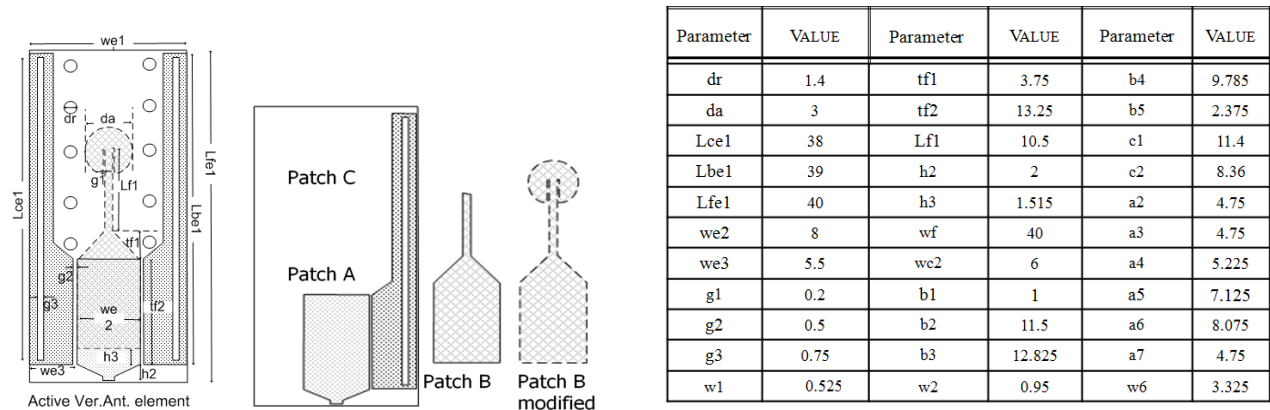 we1
dr
da
g1
Lf1
Lce1
Lbe1
Lfe1
tf1
g2
g3
we
2
tf2
h3
we3
h2
Active Ver.Ant. element
Patch C
Patch A
Patch B
Patch B
modified
Parameter VALUE Parameter VALUE Parameter VALUE
dr 1.4 tf1 3.75 b4 9.785
da 3 tf2 13.25 b5 2.375
Lce1 38 Lf1 10.5 c1 11.4
Lbe1 39 h2 2 c2 8.36
Lfe1 40 h3 1.515 a2 4.75
we2 8 wf 40 a3 4.75
we3 5.5 wc2 6 a4 5.225
g1 0.2 b1 1 a5 7.125
g2 0.5 b2 11.5 a6 8.075
g3 0.75 b3 12.825 a7 4.75
w1 0.525 w2 0.95 w6 3.325